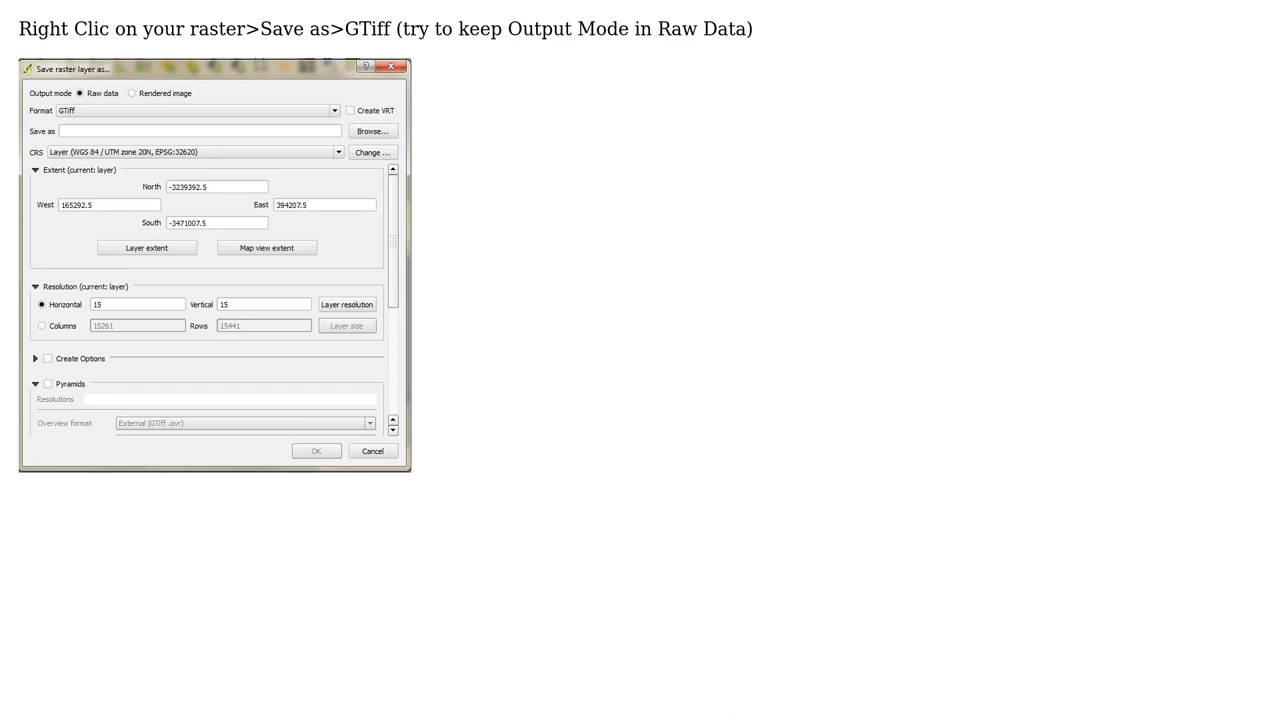 Right Clic on your raster>Save as>GTiff (try to keep Output Mode in Raw Data)
Save raster layer as...
Output mode Raw data Rendered image
Format GTiff Create VRT
Save as Browse...
CRS Layer (WGS 84 / UTM zone 20N, EPSG:32620) Change ...
Extent (current: layer)
North -3239392.5
West 165292.5 East 394207.5
South -3471007.5
Layer extent Map view extent
Resolution (current: layer)
Horizontal 15 Vertical 15 Layer resolution
Columns 15261 Rows 15441 Layer size
Create Options
Pyramids
Resolutions
Overview format External (GTiff .ovr)
OK Cancel